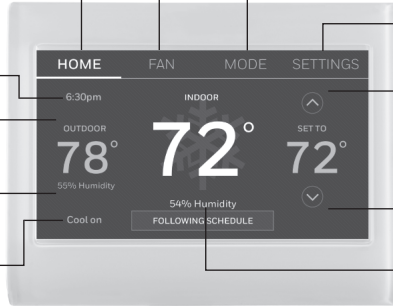 HOME FAN MODE SETTINGS
6:30pm
INDOOR
OUTDOOR
72°
SET TO
78°
72°
55% Humidity
54% Humidity
Cool on
FOLLOWING SCHEDULE